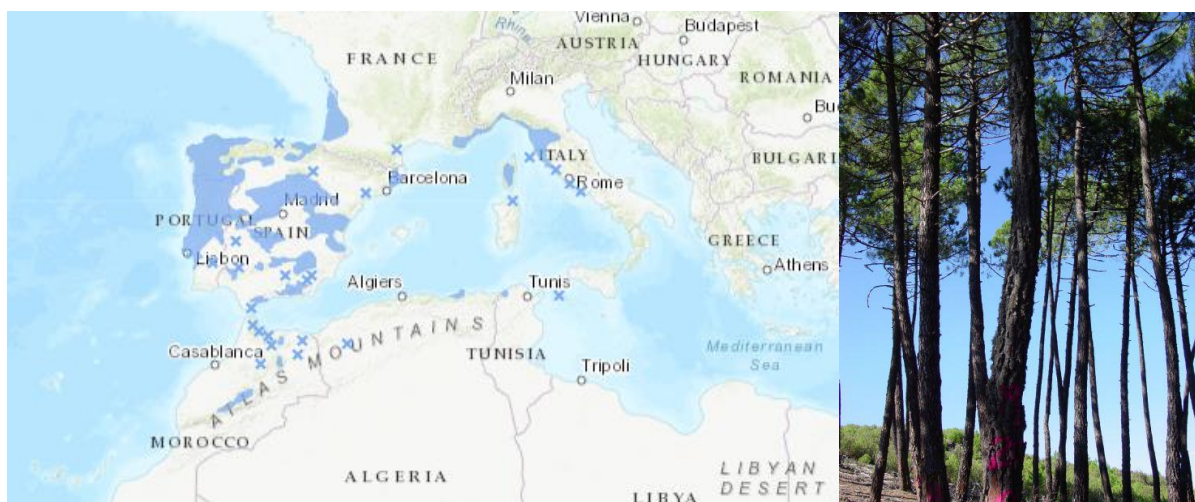 Vienna
Budapest
Rhine
AUSTRIA
HUNGARY
FRANCE
Milan
ROMANIA
Bu
ITALY
BULGARI
Barcelona
Rome
Madrid
PORTUGAL
SPAIN
GREECE
Lisbon
Athens
Algiers
Tunis
Casablanca
ATLAS MOUNTAINS
TUNISIA
Mediterranean
Sea
Tripoli
MOROCCO
ALGERIA
LIBYAN
DESERT
LIBYA